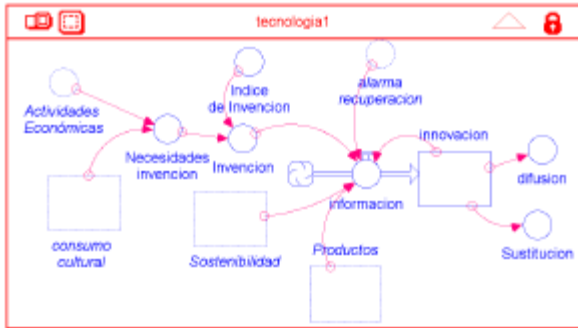 tecnologia1
Actividades
Económicas
Indice
de Invencion
alarma
recuperacion
Necesidades
invencion
Invencion
innovacion
informacion
difusion
consumo
cultural
Sostenibilidad
Productos
Sustitucion